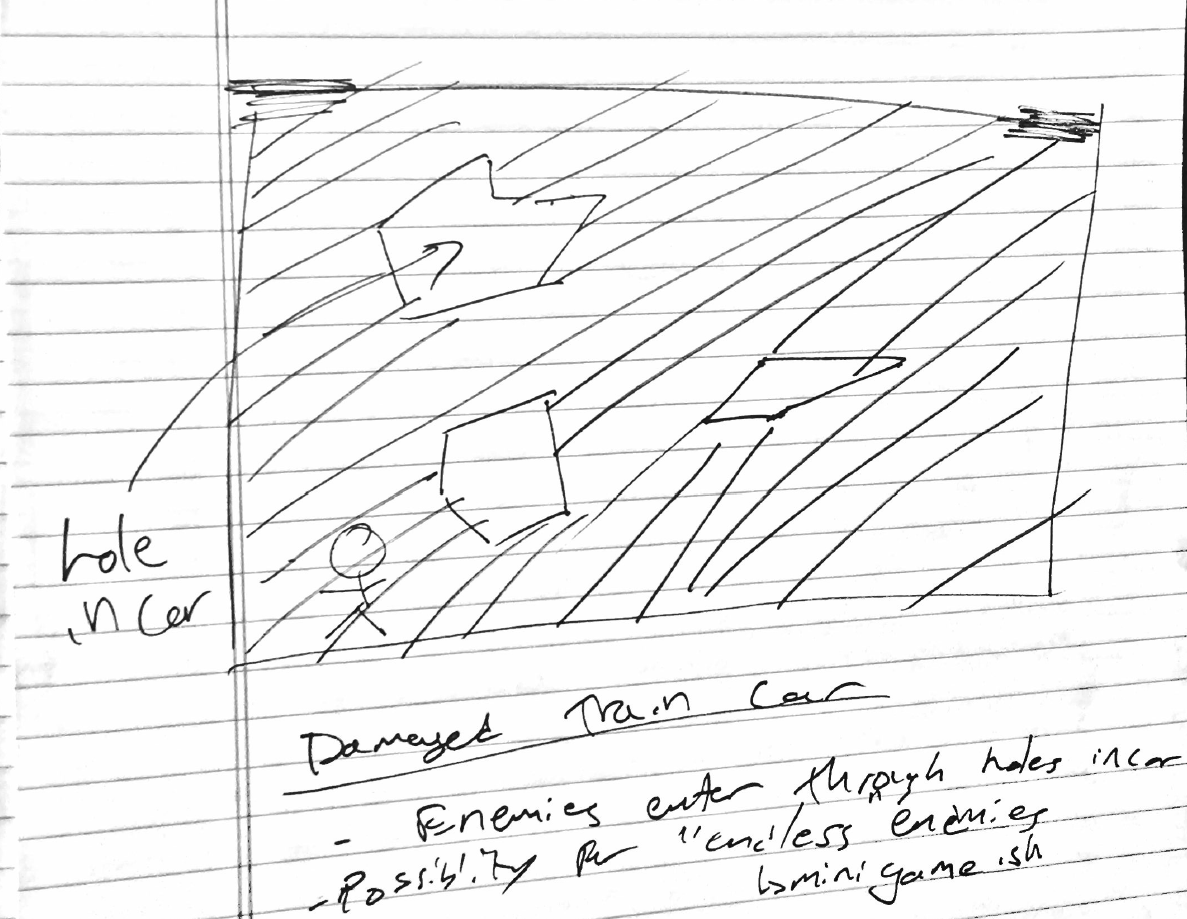 hole
in car
Damaged Train Car
- Enemies enter through holes in car
- Possibility for "endless" enemies
↳ minigame ish